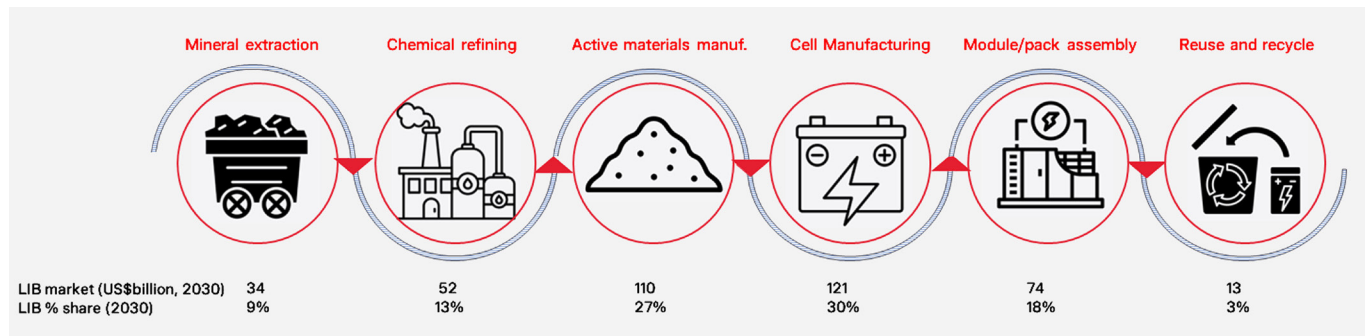 Mineral extraction
Chemical refining
Active materials manuf.
Cell Manufacturing
Module/pack assembly
Reuse and recycle
LIB market (US$billion, 2030) 34 52 110 121 74 13
LIB % share (2030) 9% 13% 27% 30% 18% 3%